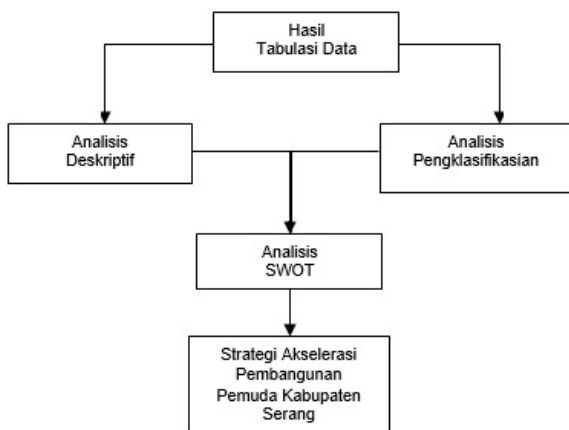 Hasil
Tabulasi Data
Analisis
Deskriptif
Analisis
Pengklasifikasian
Analisis
SWOT
Strategi Akselerasi
Pembangunan
Pemuda Kabupaten
Serang